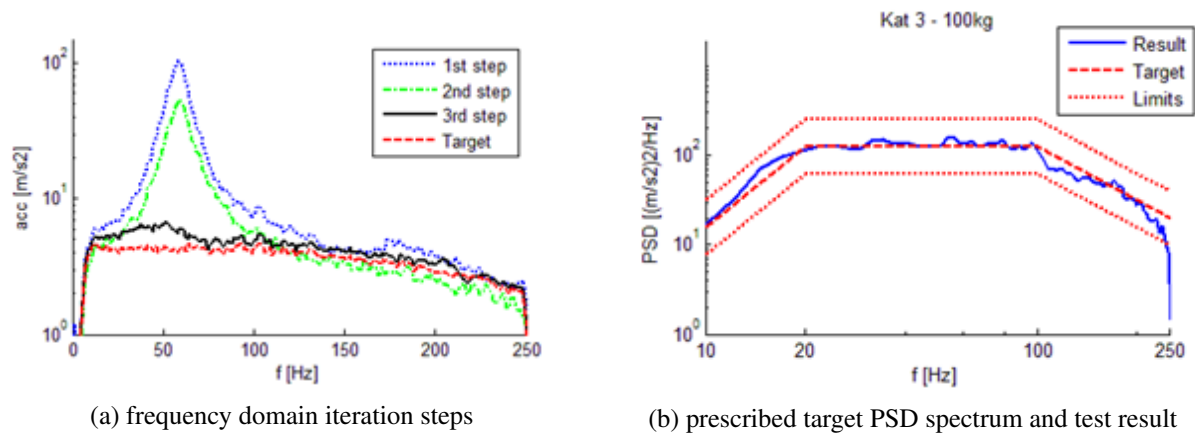 10²
10¹
10⁰
acc [m/s2]
0
50
100
150
200
250
f [Hz]
1st step
2nd step
3rd step
Target
(a) frequency domain iteration steps
Kat 3 - 100kg
10²
10¹
10⁰
PSD [(m/s2)2/Hz]
10
20
100
250
f [Hz]
Result
Target
Limits
(b) prescribed target PSD spectrum and test result